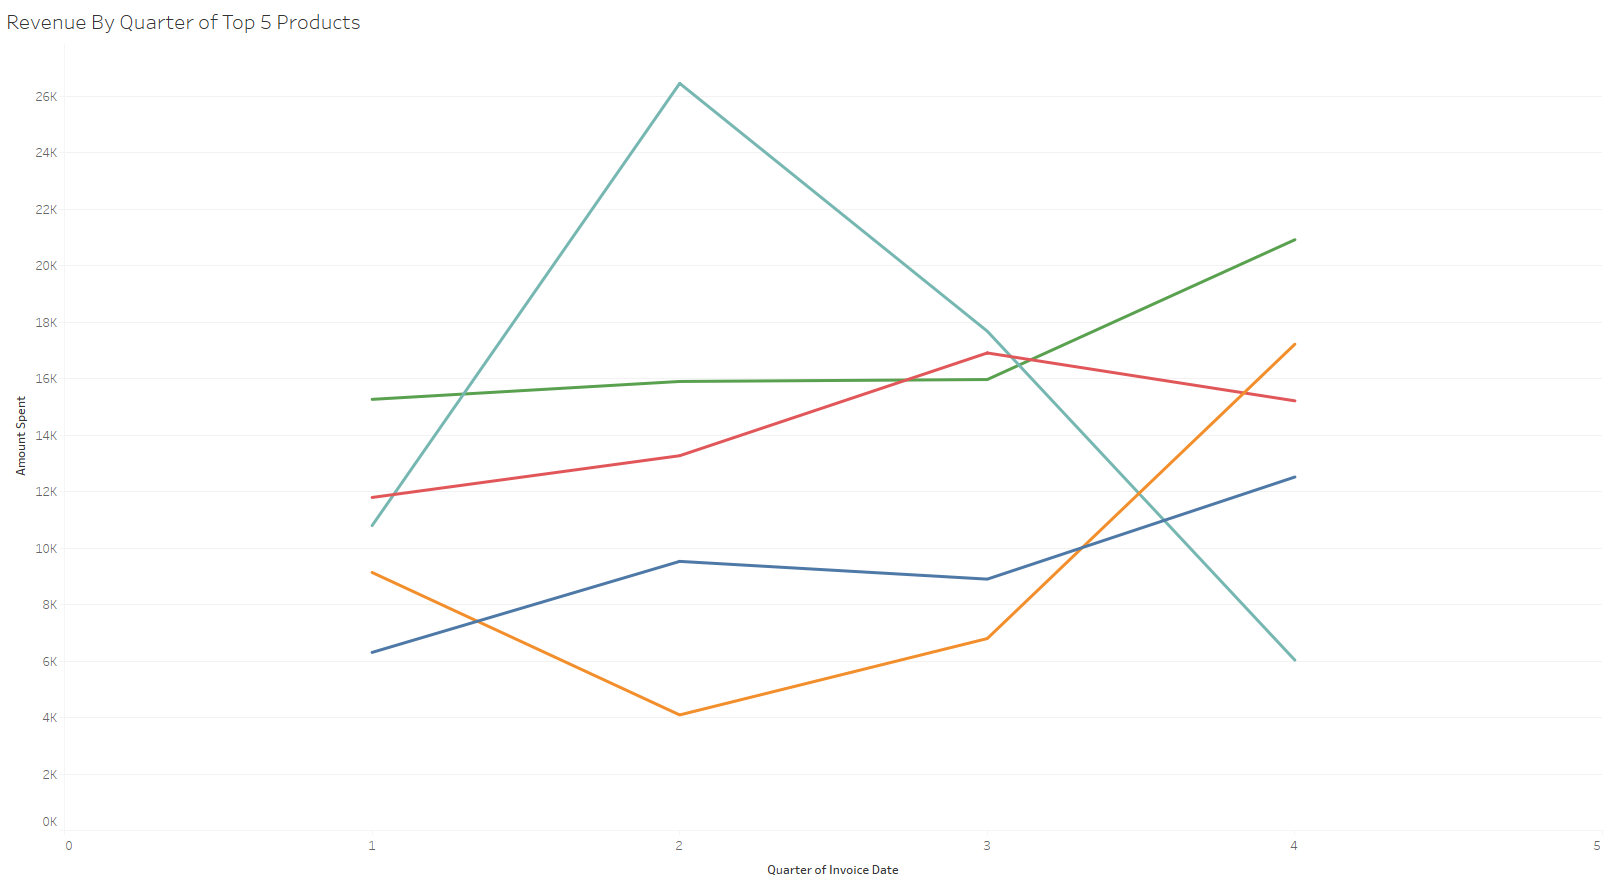 Revenue By Quarter of Top 5 Products
26K
24K
22K
20K
18K
16K
14K
12K
10K
8K
6K
4K
2K
0K
Amount Spent
0 1 2 3 4 5
Quarter of Invoice Date